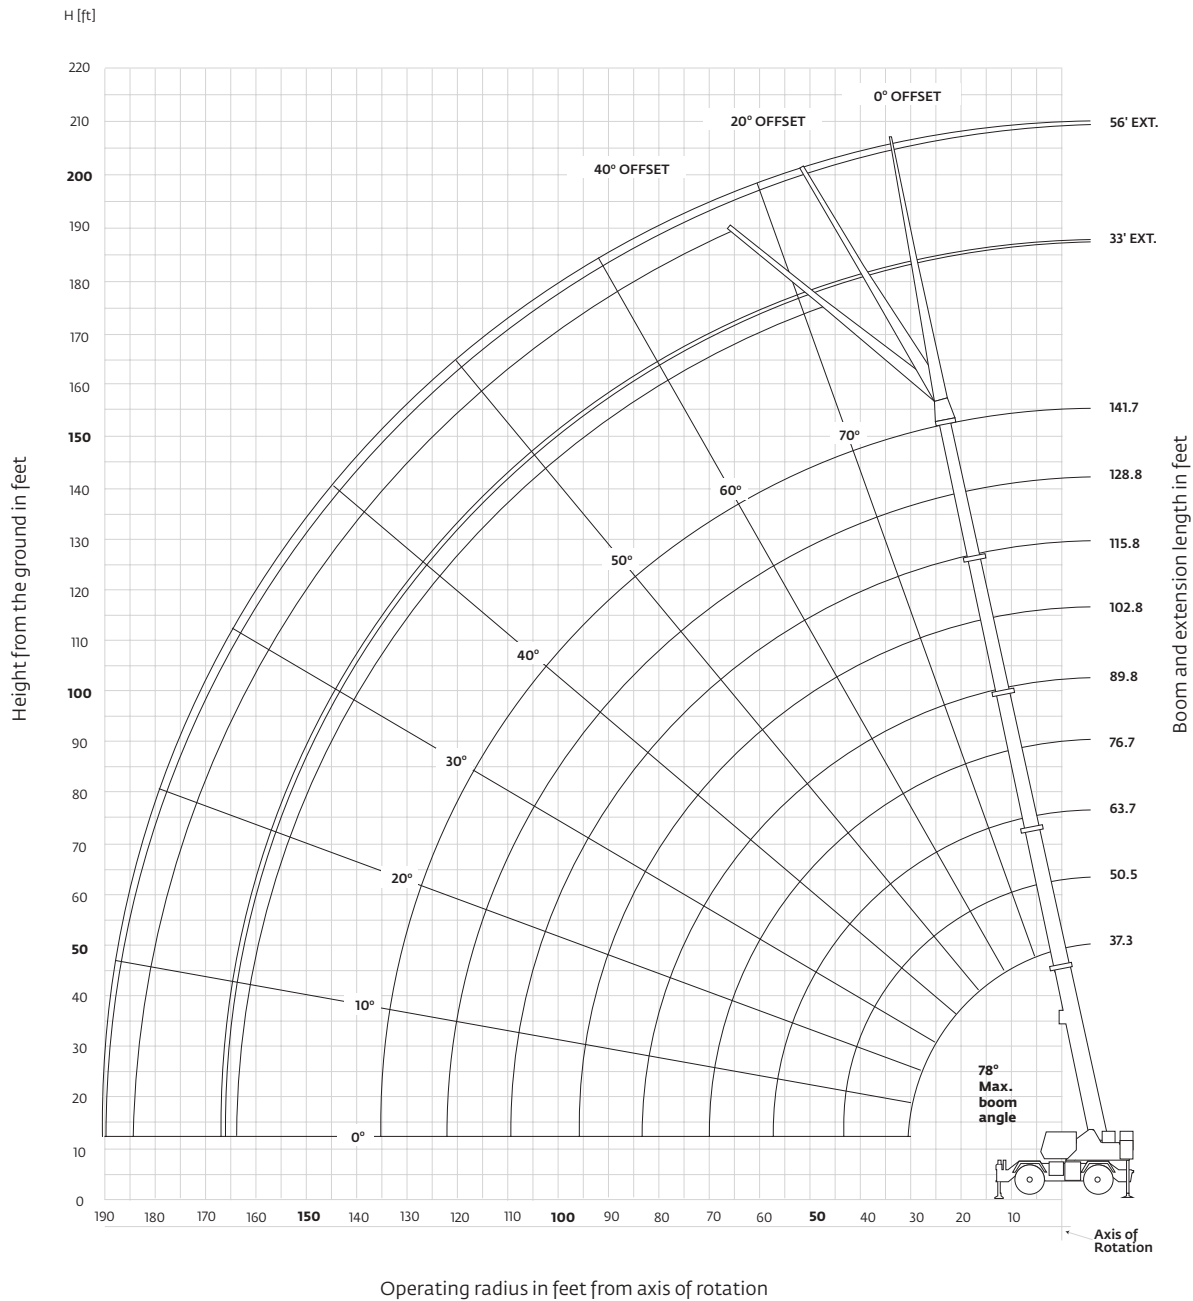 H [ft]
220
0° OFFSET
210
20° OFFSET
56' EXT.
40° OFFSET
200
190
33' EXT.
180
170
160
141.7
150
70°
128.8
140
60°
130
115.8
50°
120
102.8
110
40°
100
89.8
90
30°
76.7
80
63.7
70
20°
50.5
60
50
37.3
40
10°
30
78°
Max.
boom
angle
20
0°
10
0
190 180 170 160 150 140 130 120 110 100 90 80 70 60 50 40 30 20 10
Axis of
Rotation
Height from the ground in feet
Boom and extension length in feet
Operating radius in feet from axis of rotation